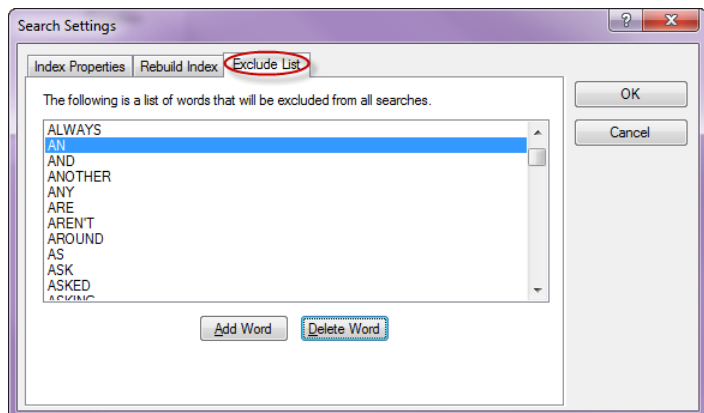 Search Settings
?
X
Index Properties Rebuild Index Exclude List
The following is a list of words that will be excluded from all searches.
OK
Cancel
ALWAYS
AN
AND
ANOTHER
ANY
ARE
AREN'T
AROUND
AS
ASK
ASKED
ASKING
Add Word Delete Word